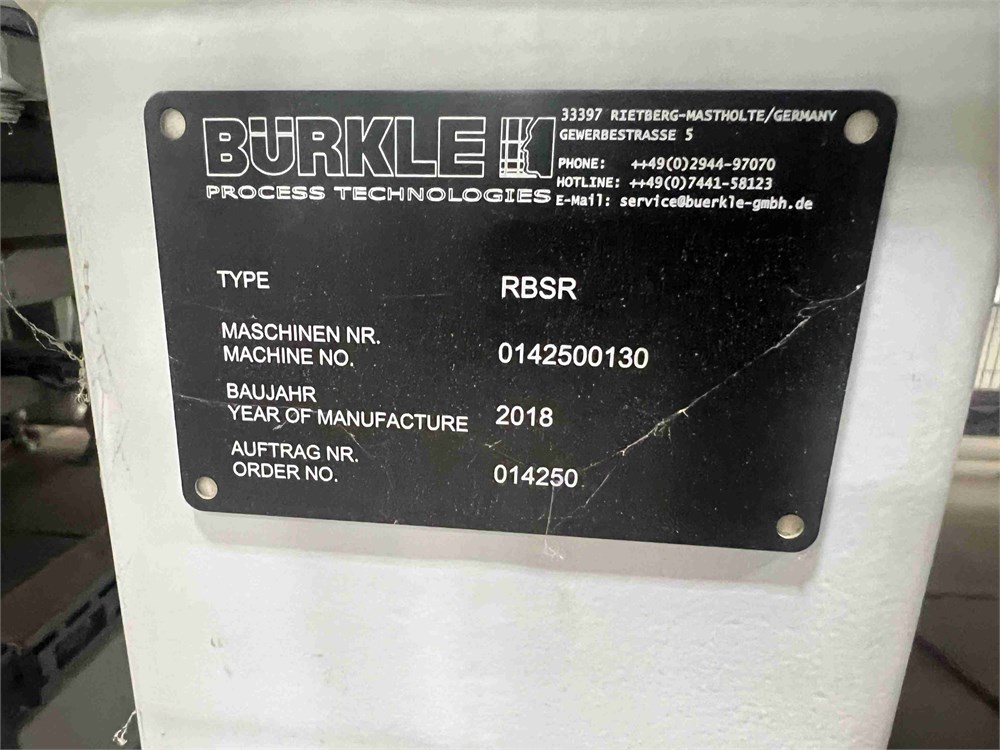 BÜRKLE
PROCESS TECHNOLOGIES
33397 RIETBERG-MASTHOLTE/GERMANY
GEWERBESTRASSE 5
PHONE: ++49(0)2944-97070
HOTLINE: ++49(0)7441-58123
E-Mail: service@buerkle-gmbh.de
TYPE RBSR
MASCHINEN NR.
MACHINE NO. 0142500130
BAUJAHR
YEAR OF MANUFACTURE 2018
AUFTRAG NR.
ORDER NO. 014250